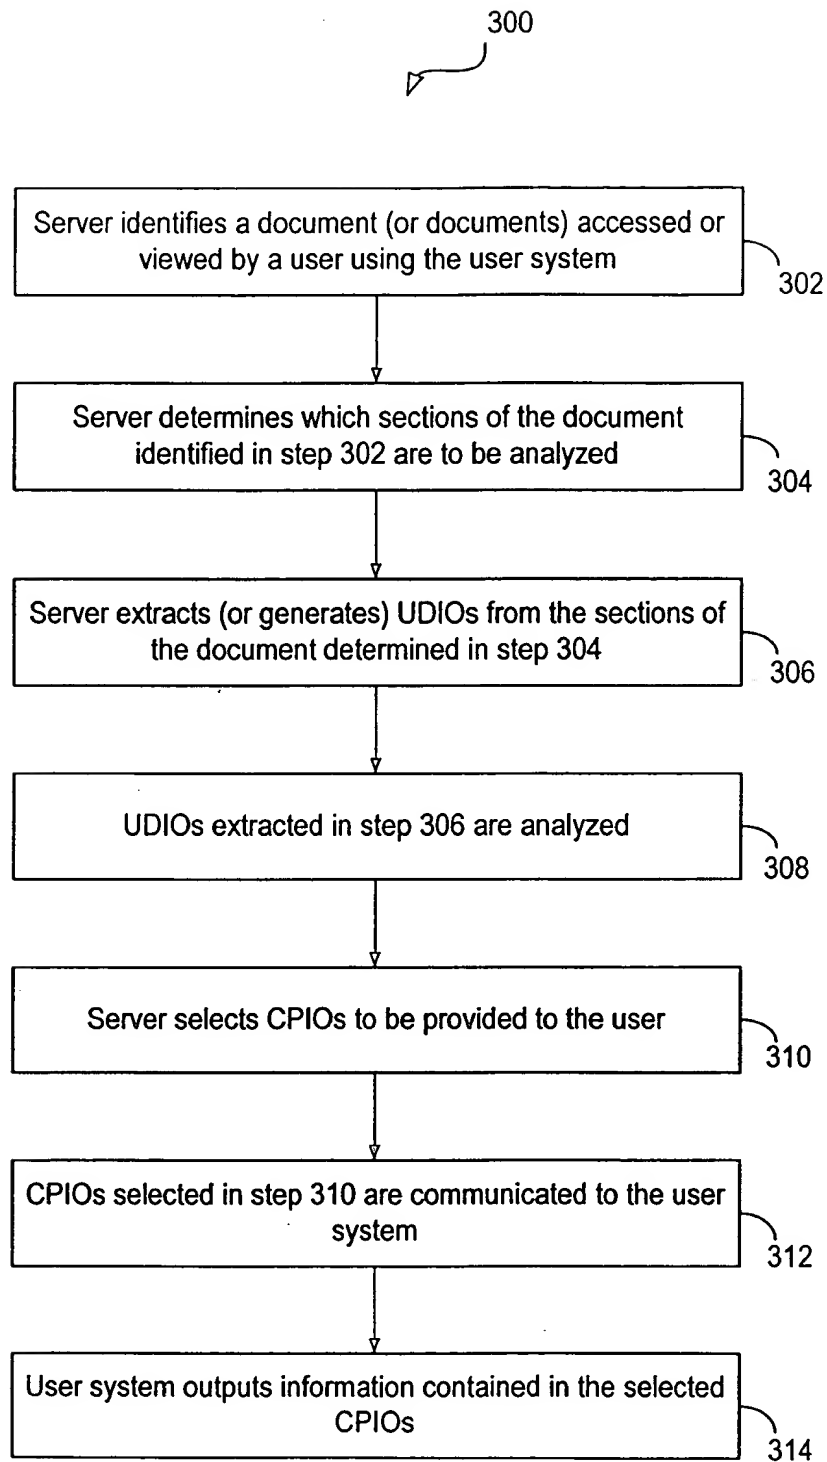 300
Server identifies a document (or documents) accessed or
viewed by a user using the user system
302
Server determines which sections of the document
identified in step 302 are to be analyzed
304
Server extracts (or generates) UDIOs from the sections of
the document determined in step 304
306
UDIOs extracted in step 306 are analyzed
308
Server selects CPIOs to be provided to the user
310
CPIOs selected in step 310 are communicated to the user
system
312
User system outputs information contained in the selected
CPIOs
314